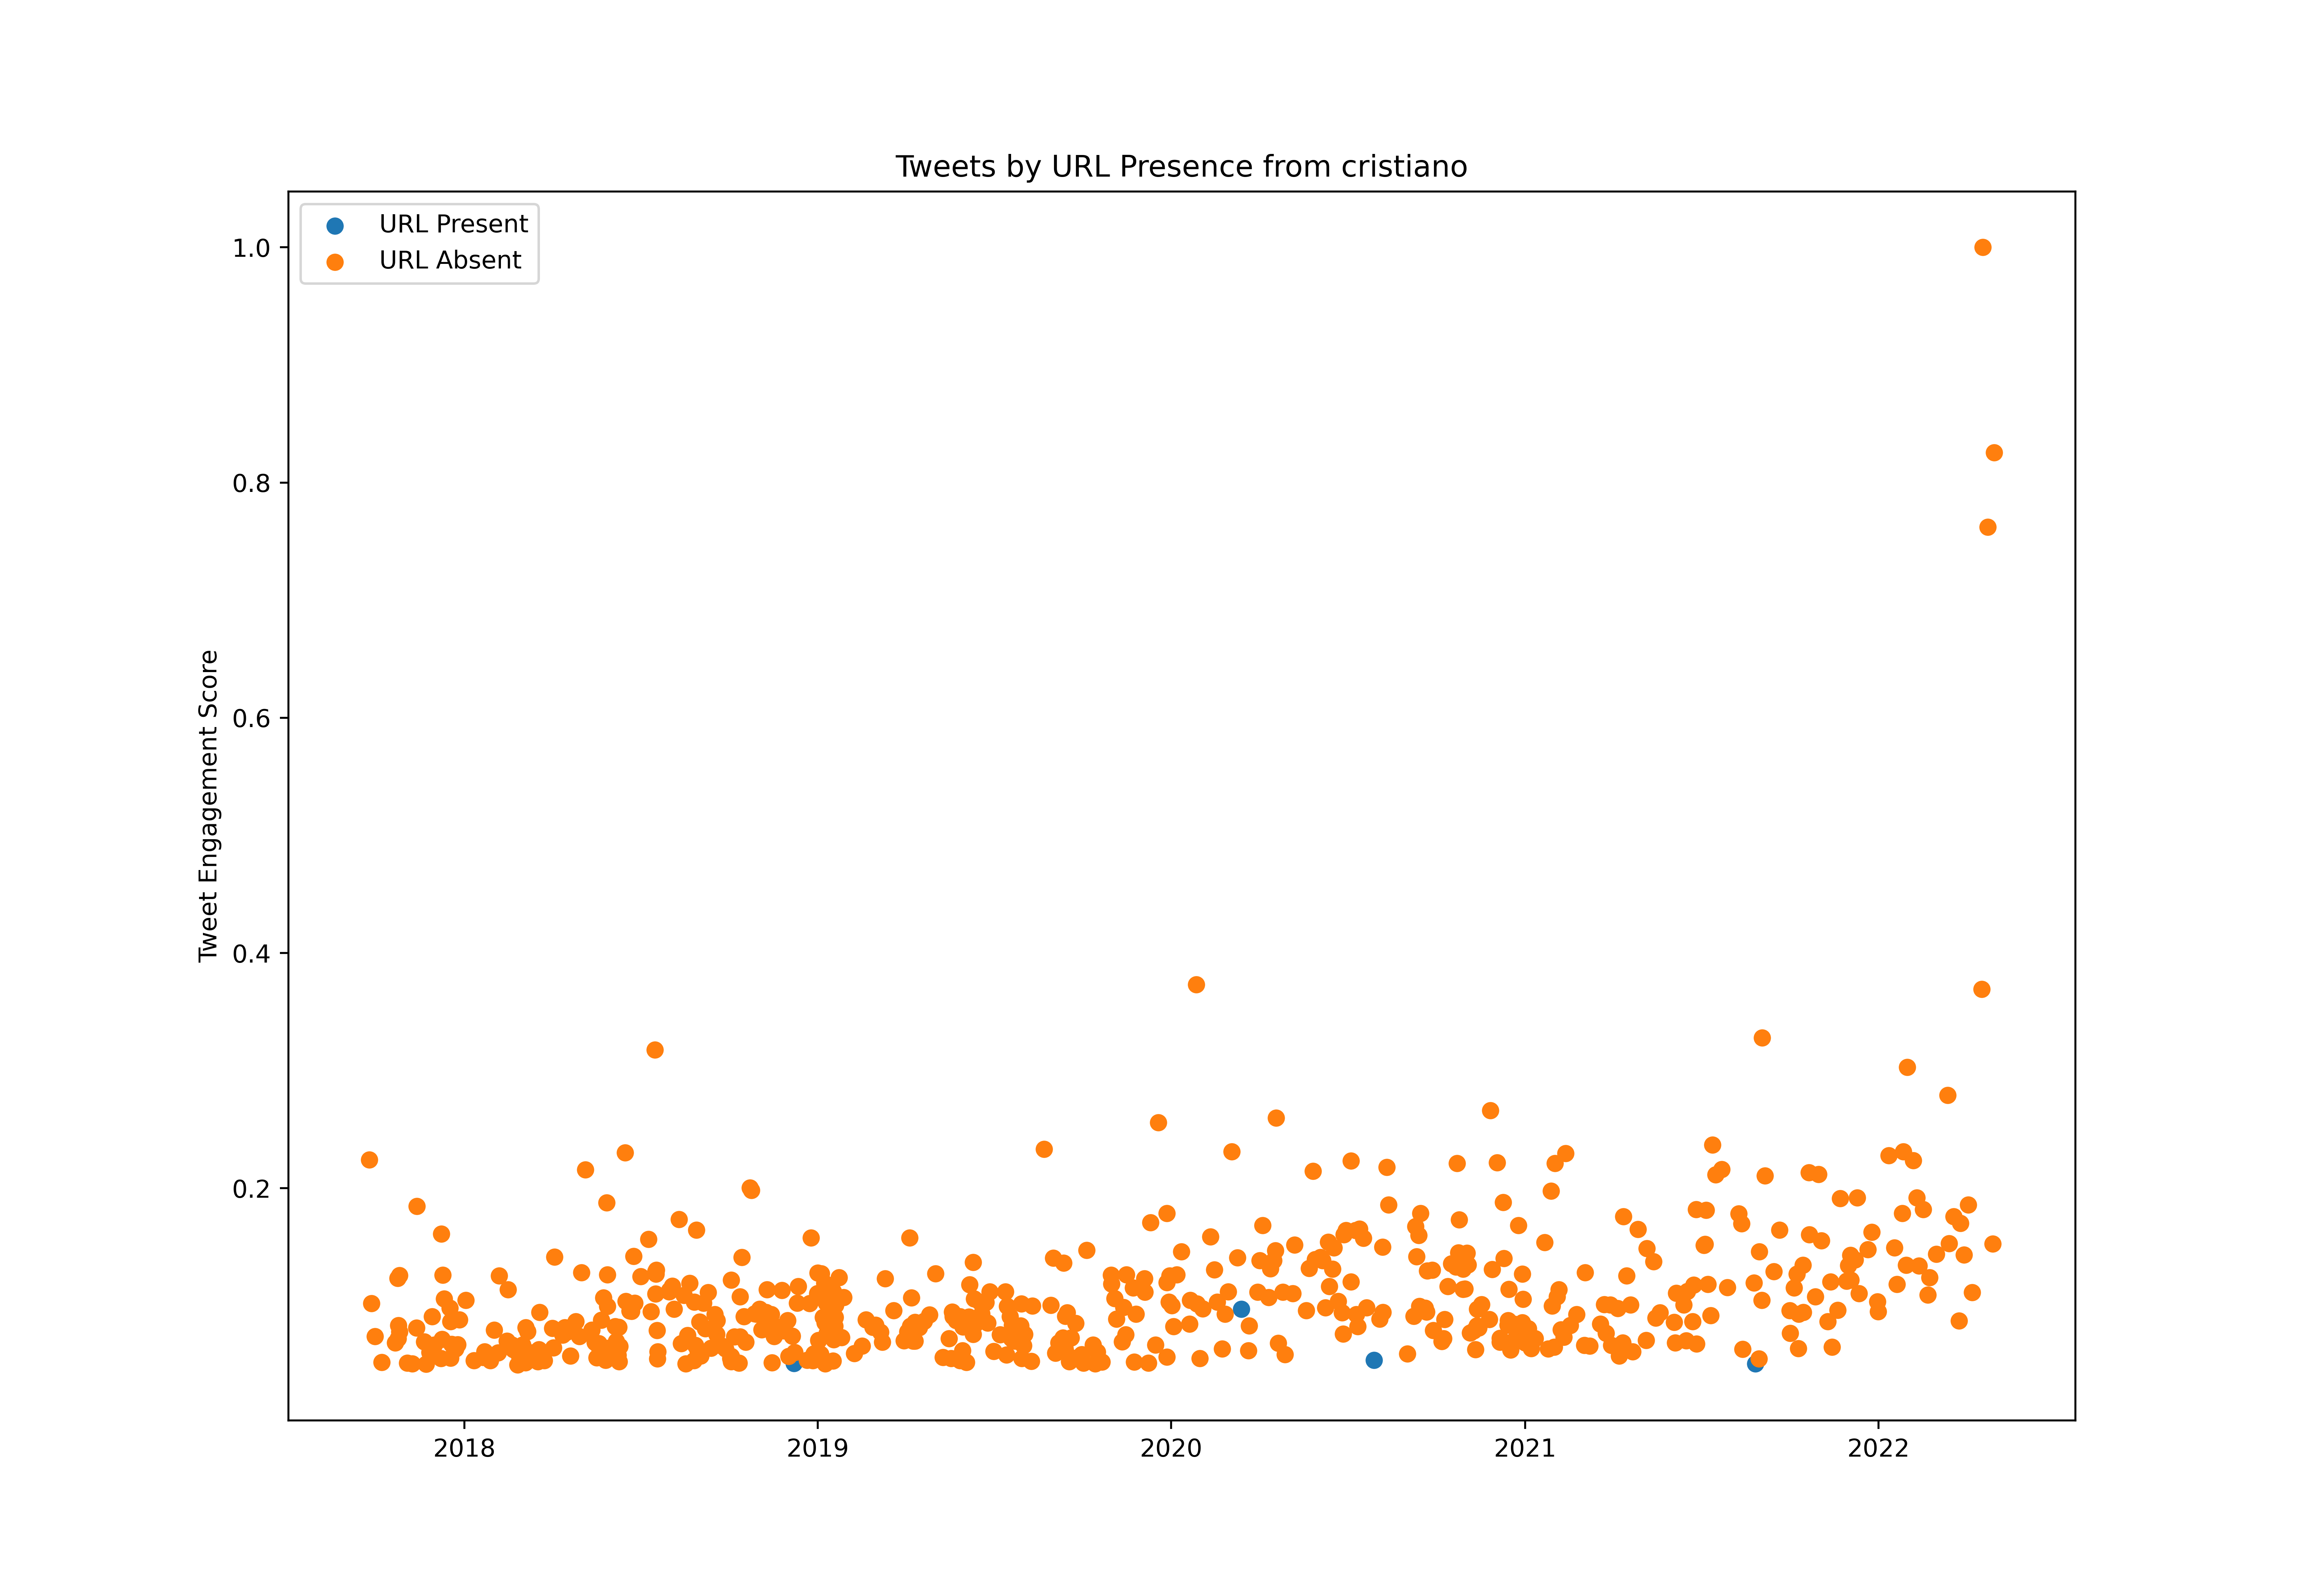 Tweets by URL Presence from cristiano
URL Present
URL Absent
1.0
0.8
0.6
0.4
0.2
Tweet Engagement Score
2018 2019 2020 2021 2022